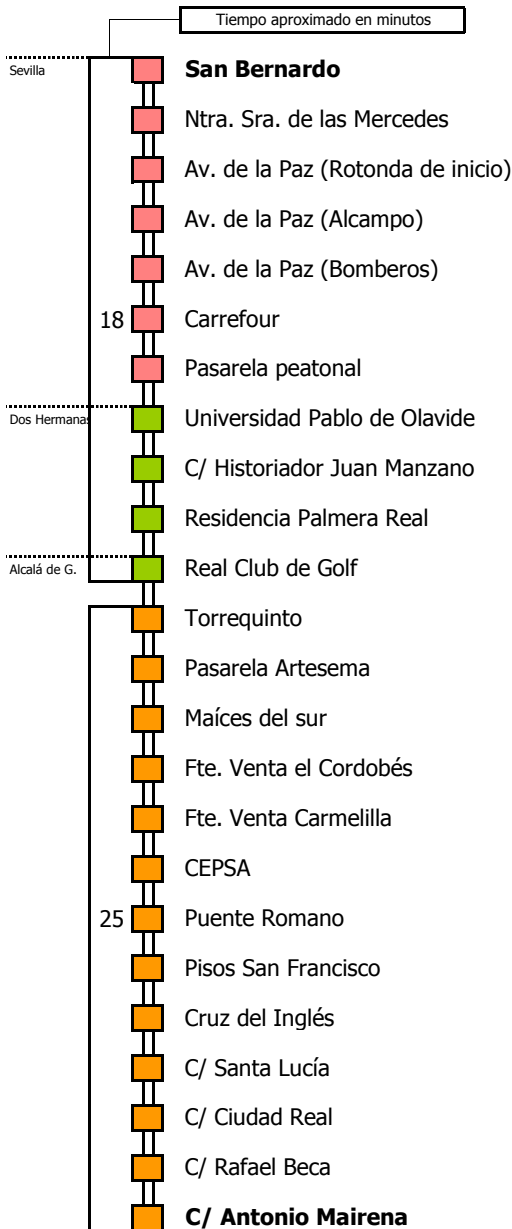 Tiempo aproximado en minutos
Sevilla
San Bernardo
Ntra. Sra. de las Mercedes
Av. de la Paz (Rotonda de inicio)
Av. de la Paz (Alcampo)
Av. de la Paz (Bomberos)
18 Carrefour
Pasarela peatonal
Dos Hermanas Universidad Pablo de Olavide
C/ Historiador Juan Manzano
Residencia Palmera Real
Alcalá de G. Real Club de Golf
Torrequinto
Pasarela Artesema
Maíces del sur
Fte. Venta el Cordobés
Fte. Venta Carmelilla
CEPSA
25 Puente Romano
Pisos San Francisco
Cruz del Inglés
C/ Santa Lucía
C/ Ciudad Real
C/ Rafael Beca
C/ Antonio Mairena